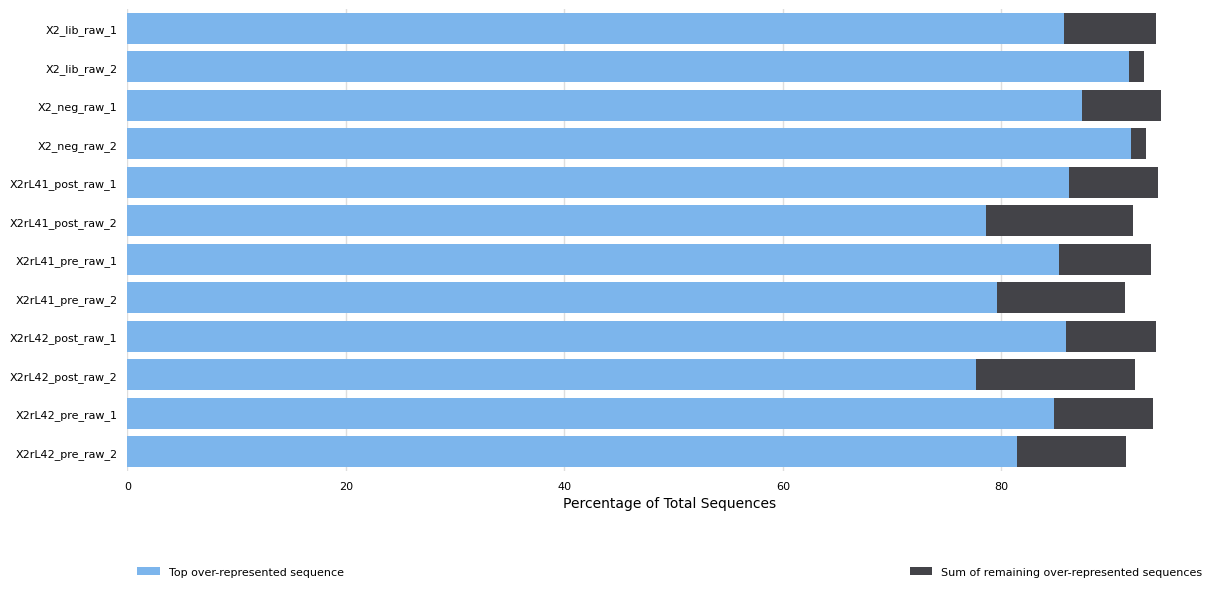 X2_lib_raw_1
X2_lib_raw_2
X2_neg_raw_1
X2_neg_raw_2
X2rL41_post_raw_1
X2rL41_post_raw_2
X2rL41_pre_raw_1
X2rL41_pre_raw_2
X2rL42_post_raw_1
X2rL42_post_raw_2
X2rL42_pre_raw_1
X2rL42_pre_raw_2
0 20 40 60 80
Percentage of Total Sequences
Top over-represented sequence Sum of remaining over-represented sequences